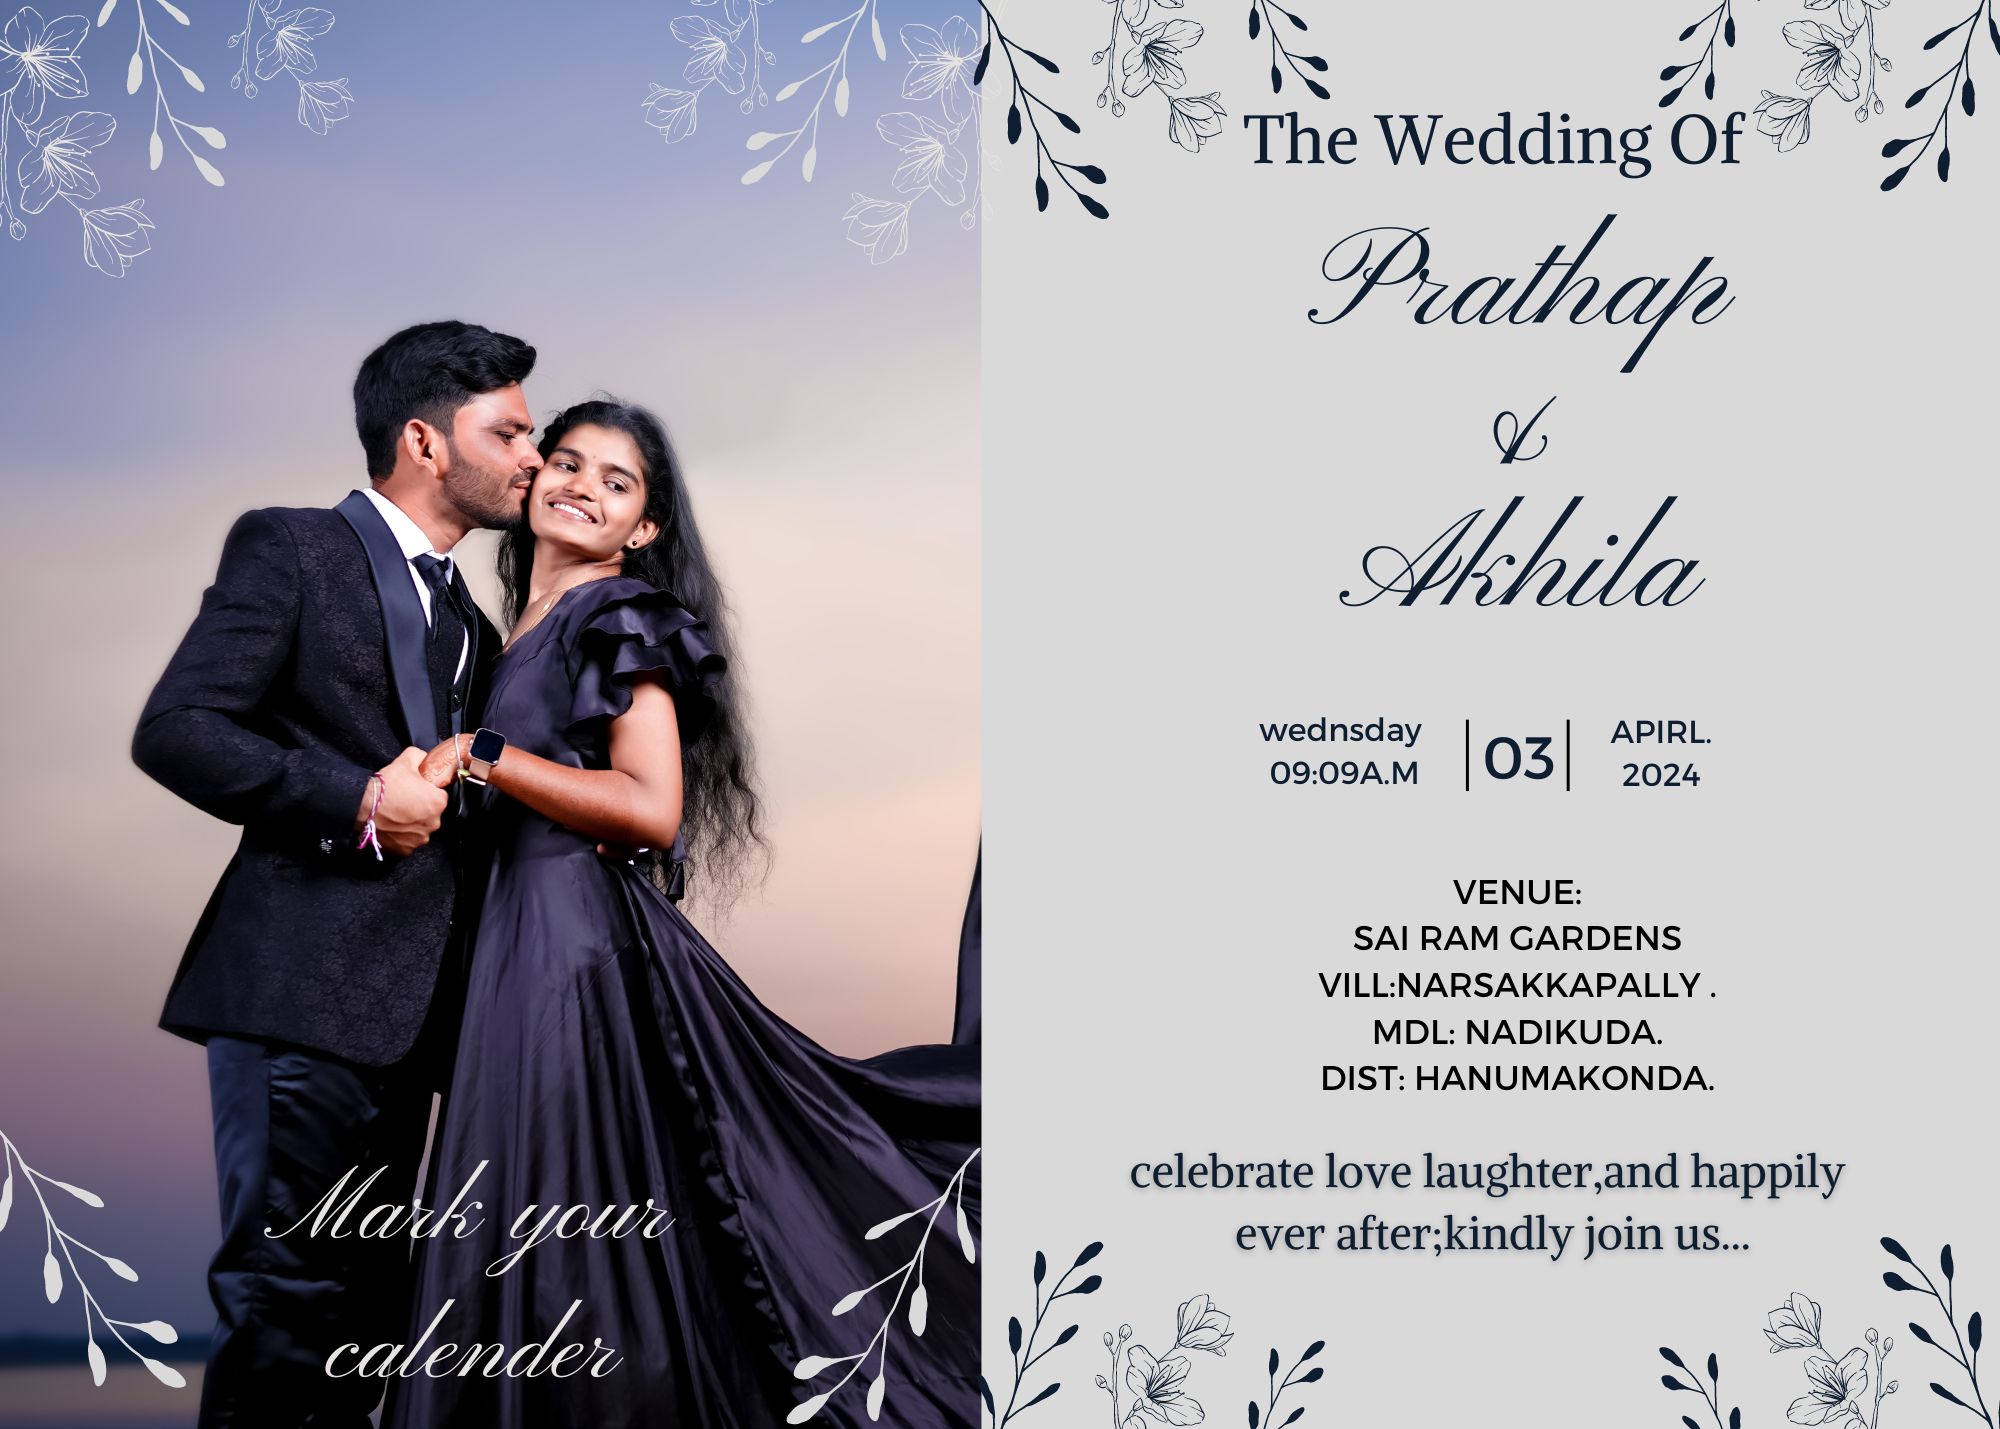 The Wedding Of
Prathap
&
Akhila
wednsday
09:09A.M
03
APIRL.
2024
VENUE:
SAI RAM GARDENS
VILL:NARSAKKAPALLY .
MDL: NADIKUDA.
DIST: HANUMAKONDA.
celebrate love laughter,and happily
ever after;kindly join us...
Mark your
calender